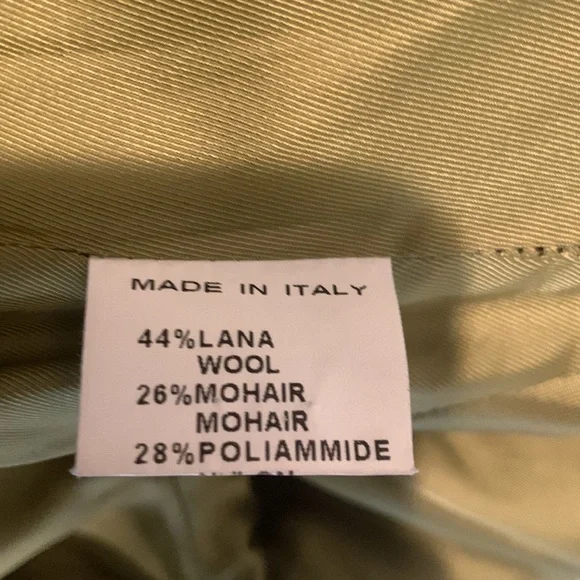 MADE IN ITALY
44%LANA
WOOL
26%MOHAIR
MOHAIR
28%POLIAMMIDE